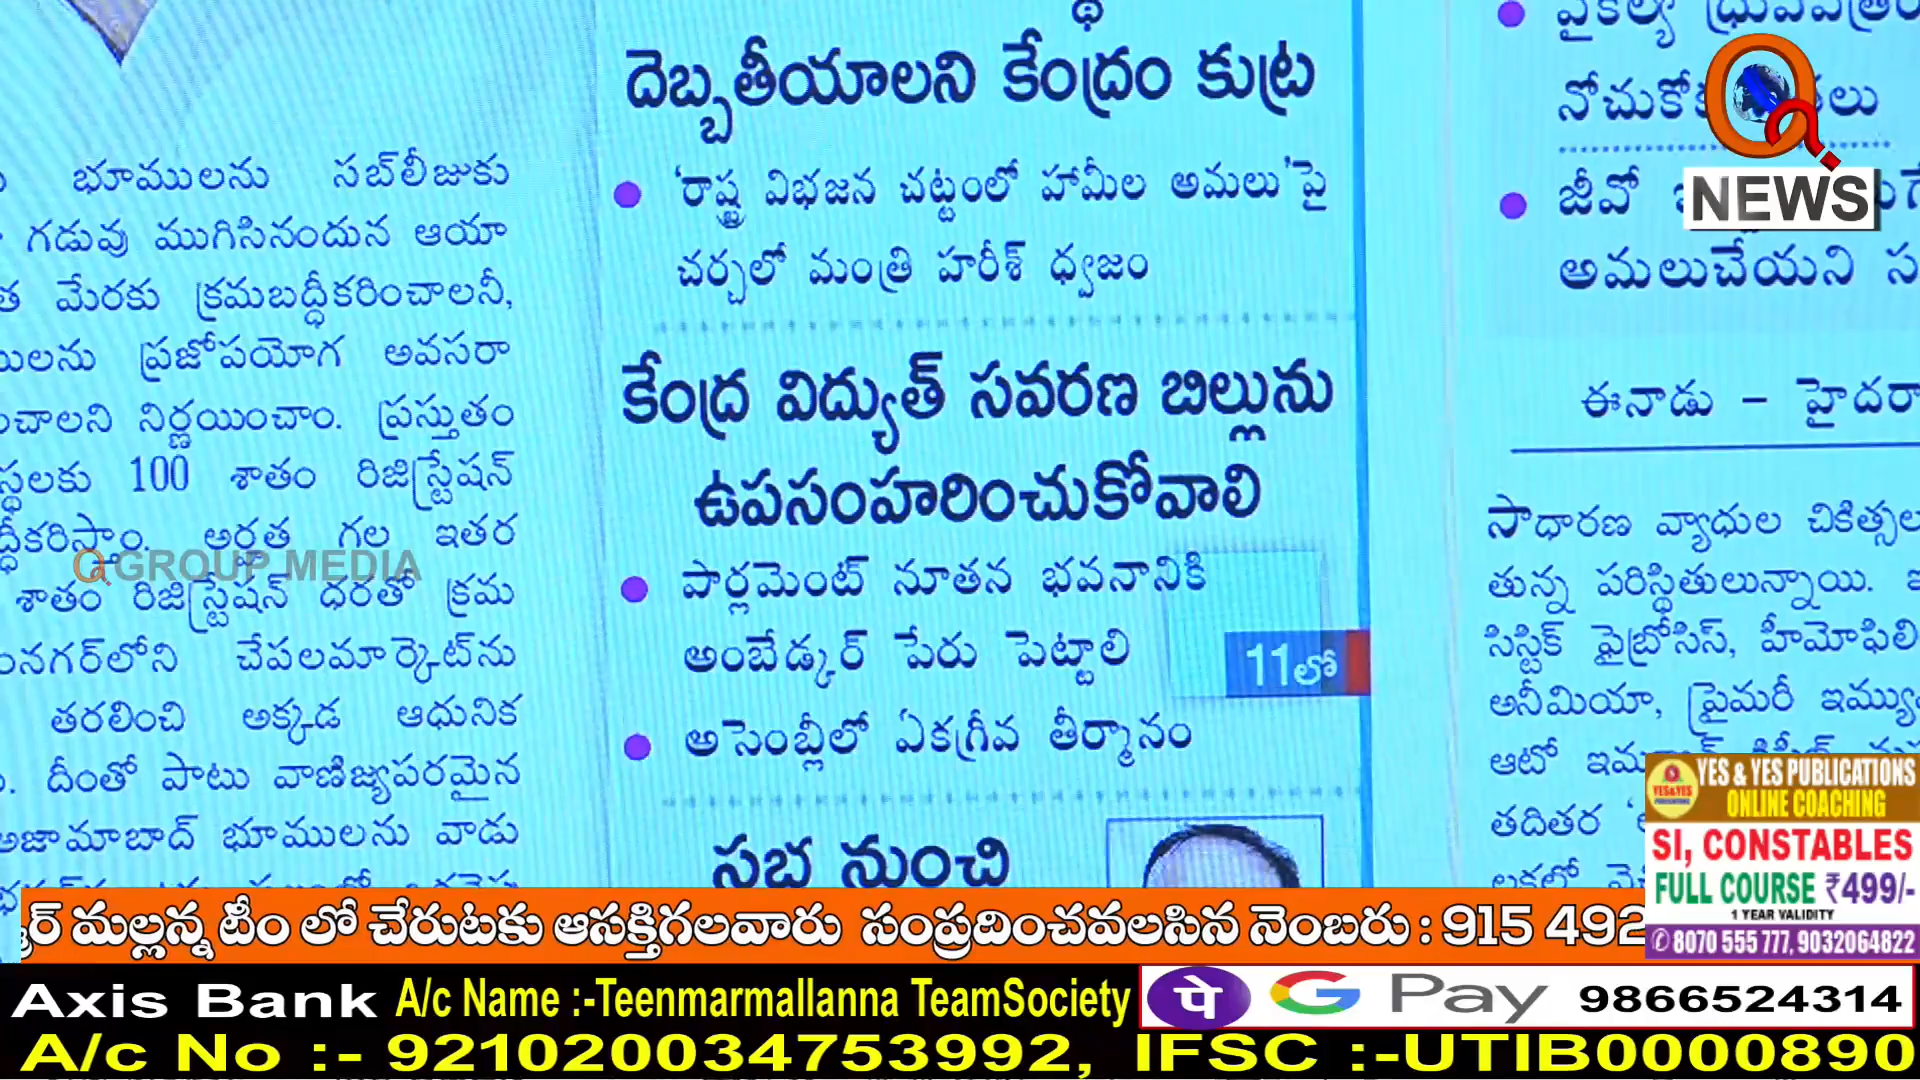 భూములను సబ్‌లీజుకు
గడువు ముగిసినందున ఆయా
మేరకు క్రమబద్ధీకరించాలనీ,
ప్రజోపయోగ అవసరా
నిర్ణయించాం. ప్రస్తుతం
100 శాతం రిజిస్ట్రేషన్
అర్హత గల ఇతర
శాతం రిజిస్ట్రేషన్ ధరతో క్రమ
చేపలమార్కెట్‌ను
తరలించి అక్కడ ఆధునిక
దీంతో పాటు వాణిజ్యపరమైన
అజామాబాద్ భూములను వాడు
దెబ్బతీయాలని కేంద్రం కుట్ర
• ‘రాష్ట్ర విభజన చట్టంలో హామీల అమలు’పై
చర్చలో మంత్రి హరీశ్ ధ్వజం
కేంద్ర విద్యుత్ సవరణ బిల్లును
ఉపసంహరించుకోవాలి
• పార్లమెంట్ నూతన భవనానికి
అంబేడ్కర్ పేరు పెట్టాలి
11లో
• అసెంబ్లీలో ఏకగ్రీవ తీర్మానం
సభ నుంచి
• జీవో
అమలుచేయని
ఈనాడు –
సాధారణ వ్యాధుల
తున్న పరిస్థితులున్నాయి.
సిస్టిక్ ఫైబ్రోసిస్,
అనీమియా, ప్రైమరీ
ఆటో
తదితర
Q
NEWS
Q GROUP MEDIA
YES & YES PUBLICATIONS
ONLINE COACHING
SI, CONSTABLES
FULL COURSE ₹499/-
1 YEAR VALIDITY
8070 555 777, 9032064822
మల్లన్న టీం లో చేరుటకు ఆసక్తిగలవారు సంప్రదించవలసిన నెంబరు : 915 492
Axis Bank A/c Name :-Teenmarmallanna TeamSociety
पे G Pay 9866524314
A/c No :- 921020034753992, IFSC :-UTIB0000890